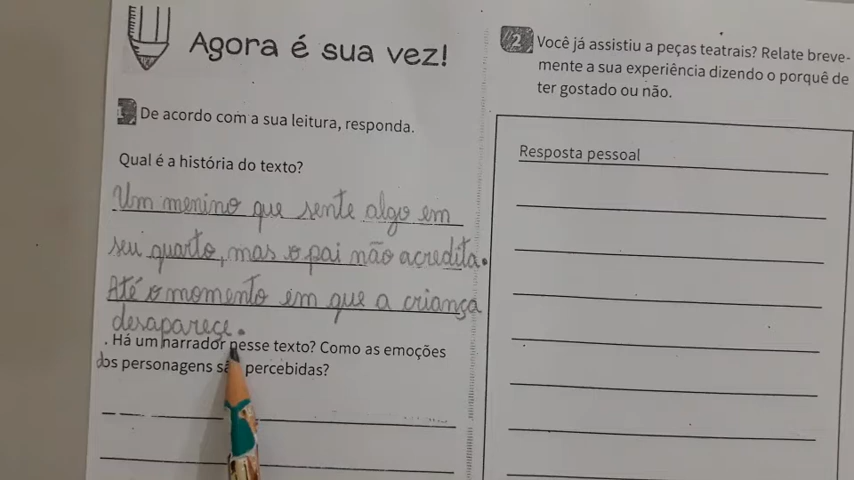 Agora é sua vez!
1 De acordo com a sua leitura, responda.
Qual é a história do texto?
Um menino que sente algo em
seu quarto, mas o pai não acredita.
Até o momento em que a criança
desapareçe.
. Há um narrador nesse texto? Como as emoções
dos personagens são percebidas?
2 Você já assistiu a peças teatrais? Relate breve-
mente a sua experiência dizendo o porquê de
ter gostado ou não.
Resposta pessoal